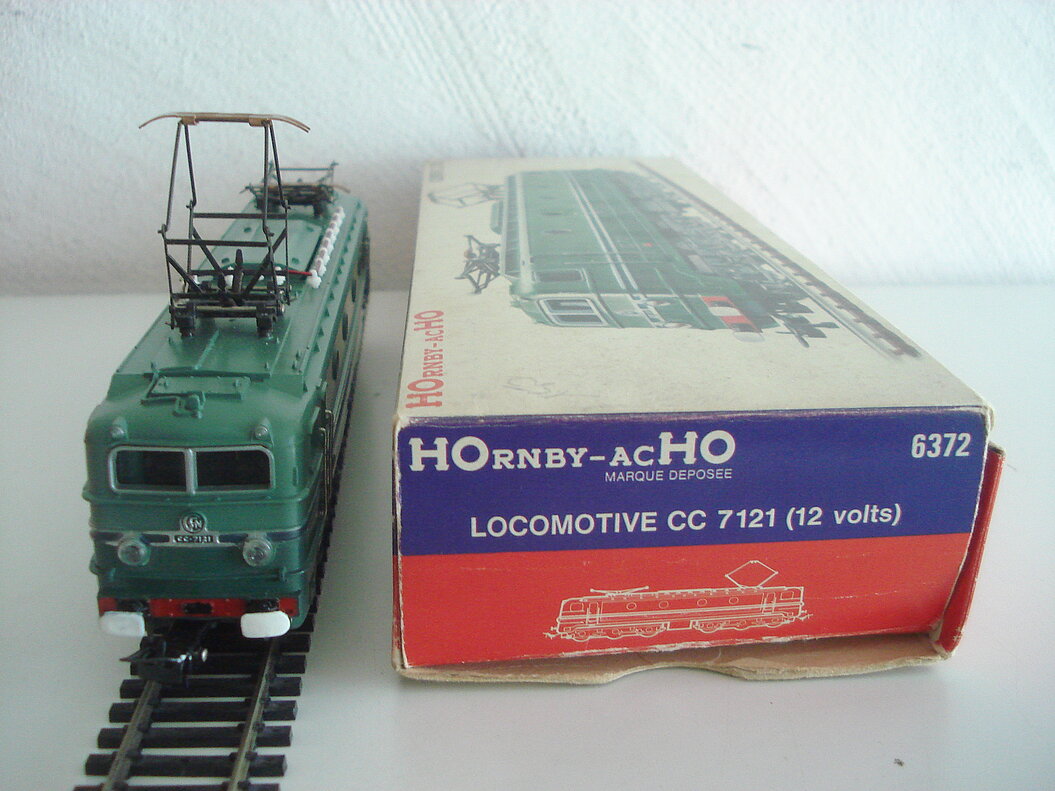 HORNBY-ACHO
HORNBY-ACHO
MARQUE DEPOSEE
6372
LOCOMOTIVE CC 7121 (12 volts)
CC-7121